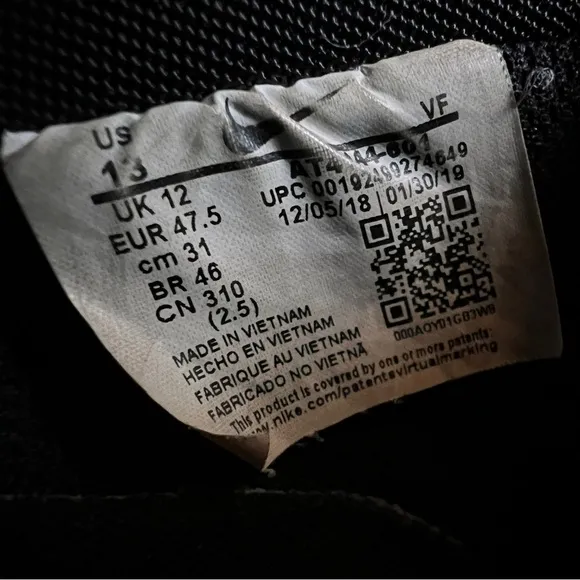 US
13
UK 12
EUR 47.5
cm 31
BR 46
CN 310
(2.5)
VF
UPC 00192499274649
12/05/18 | 01/30/19
000AQY01GB3W8
MADE IN VIETNAM
HECHO EN VIETNAM
FABRIQUE AU VIETNAM
FABRICADO NO VIETNÃ
This product is covered by one or more patents:
.nike.com/patentsvirtualmarking